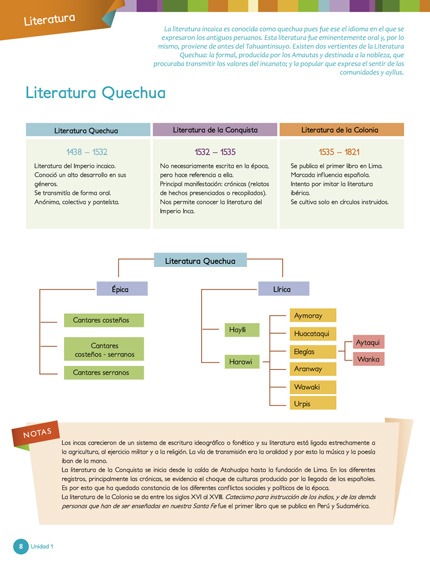 Literatura
La literatura incaica es conocida como quechua pues fue ese el idioma en el que se
expresaron los antiguos peruanos. Esta literatura fue eminentemente oral y, por lo
mismo, proviene de antes del Tahuantinsuyo. Existen dos vertientes de la Literatura
Quechua: la formal, producida por los Amautas y destinada a la nobleza, que
procuraba transmitir los valores del incanato; y la popular que expresa el sentir de las
comunidades y ayllus.
Literatura Quechua
Literatura Quechua
1438 – 1532
Literatura del Imperio incaico.
Conoció un alto desarrollo en sus
géneros.
Se transmitía de forma oral.
Anónima, colectiva y panteísta.
Literatura de la Conquista
1532 – 1535
No necesariamente escrita en la época,
pero hace referencia a ella.
Principal manifestación: crónicas (relatos
de hechos presenciados o recopilados).
Nos permite conocer la literatura del
Imperio Inca.
Literatura de la Colonia
1535 – 1821
Se publica el primer libro en Lima.
Marcada influencia española.
Intento por imitar la literatura
ibérica.
Se cultiva solo en círculos instruidos.
Literatura Quechua
Épica
Cantares costeños
Cantares
costeños - serranos
Cantares serranos
Lírica
Haylli
Harawi
Aymoray
Huacataqui
Elegías
Aranway
Wawaki
Urpis
Aytaqui
Wanka
NOTAS
Los incas carecieron de un sistema de escritura ideográfico o fonético y su literatura está ligada estrechamente a
la agricultura, al ejercicio militar y a la religión. La vía de transmisión era la oralidad y por esto la música y la poesía
iban de la mano.
La literatura de la Conquista se inicia desde la caída de Atahualpa hasta la fundación de Lima. En los diferentes
registros, principalmente las crónicas, se evidencia el choque de culturas producido por la llegada de los españoles.
Es por esto que ha quedado constancia de los diferentes conflictos sociales y políticos de la época.
La literatura de la Colonia se da entre los siglos XVI al XVIII. Catecismo para instrucción de los indios, y de las demás
personas que han de ser enseñadas en nuestra Santa Fe fue el primer libro que se publica en Perú y Sudamérica.
8 Unidad 1